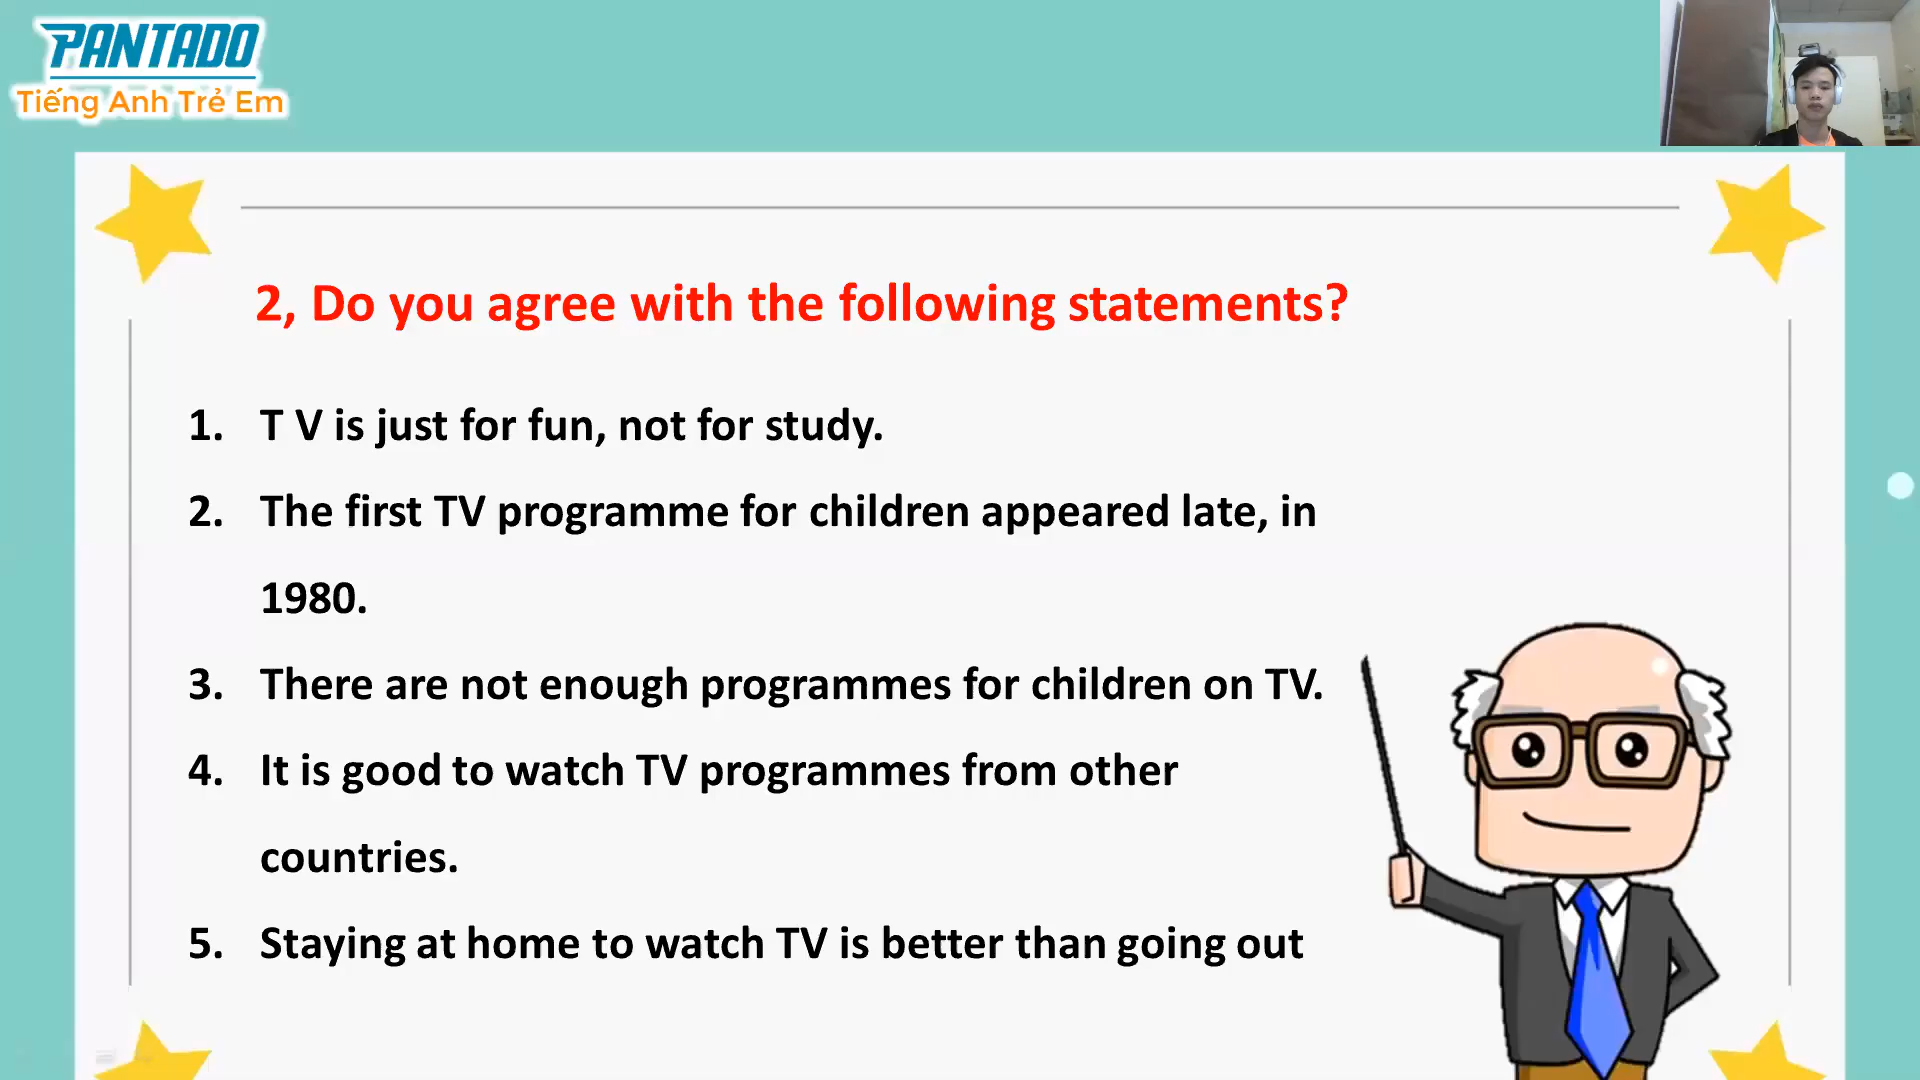 PANTADO
Tiếng Anh Trẻ Em
2, Do you agree with the following statements?
1. T V is just for fun, not for study.
2. The first TV programme for children appeared late, in
1980.
3. There are not enough programmes for children on TV.
4. It is good to watch TV programmes from other
countries.
5. Staying at home to watch TV is better than going out